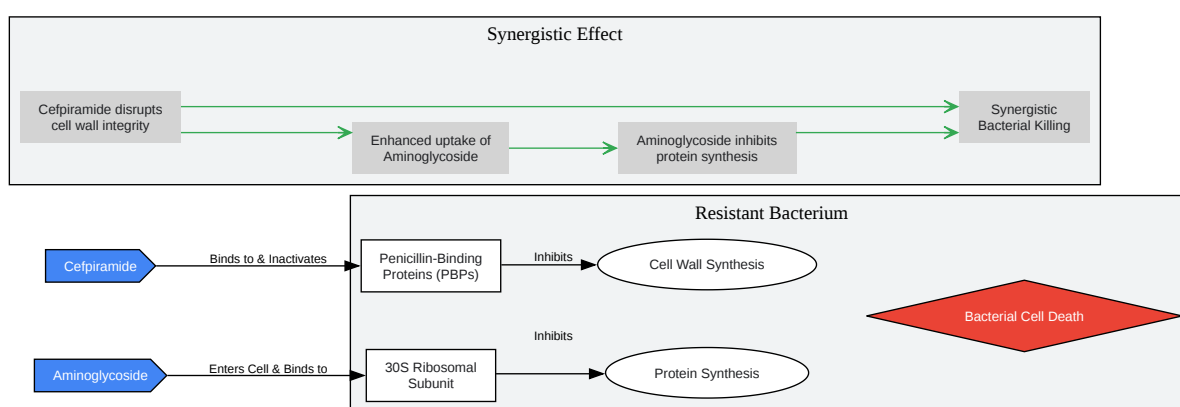 Synergistic Effect
Cefpiramide disrupts
cell wall integrity
Enhanced uptake of
Aminoglycoside
Aminoglycoside inhibits
protein synthesis
Synergistic
Bacterial Killing
Resistant Bacterium
Cefpiramide
Binds to & Inactivates
Penicillin-Binding
Proteins (PBPs)
Inhibits
Cell Wall Synthesis
Bacterial Cell Death
Aminoglycoside
Enters Cell & Binds to
30S Ribosomal
Subunit
Inhibits
Protein Synthesis